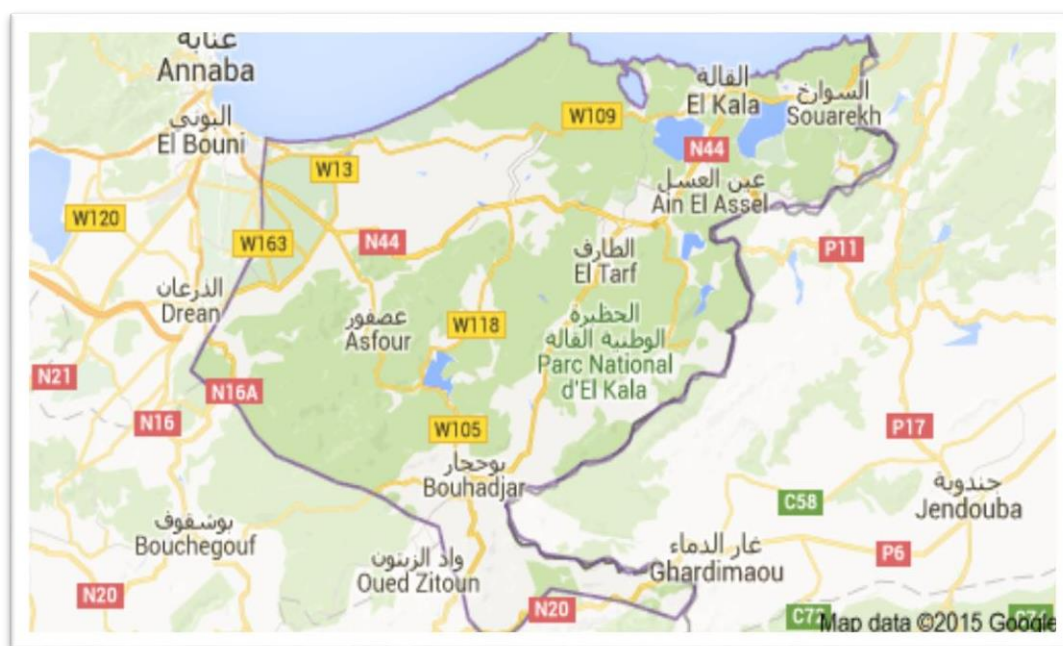 عنابة
Annaba
البوني
El Bouni
القالة
El Kala
السوارخ
Souarekh
W109
N44
W13
عين العسل
Ain El Assel
W120
W163
N44
P11
الطارف
El Tarf
الذرعان
Drean
عصفور
Asfour
W118
الحظيرة
الوطنية القاله
Parc National
d'El Kala
N21
N16A
N16
W105
P17
بوحجار
Bouhadjar
جندوبة
Jendouba
C58
بوشقوف
Bouchegouf
واد الزيتون
Oued Zitoun
غار الدماء
Ghardimaou
P6
N20
N20
C72
Map data ©2015 Google